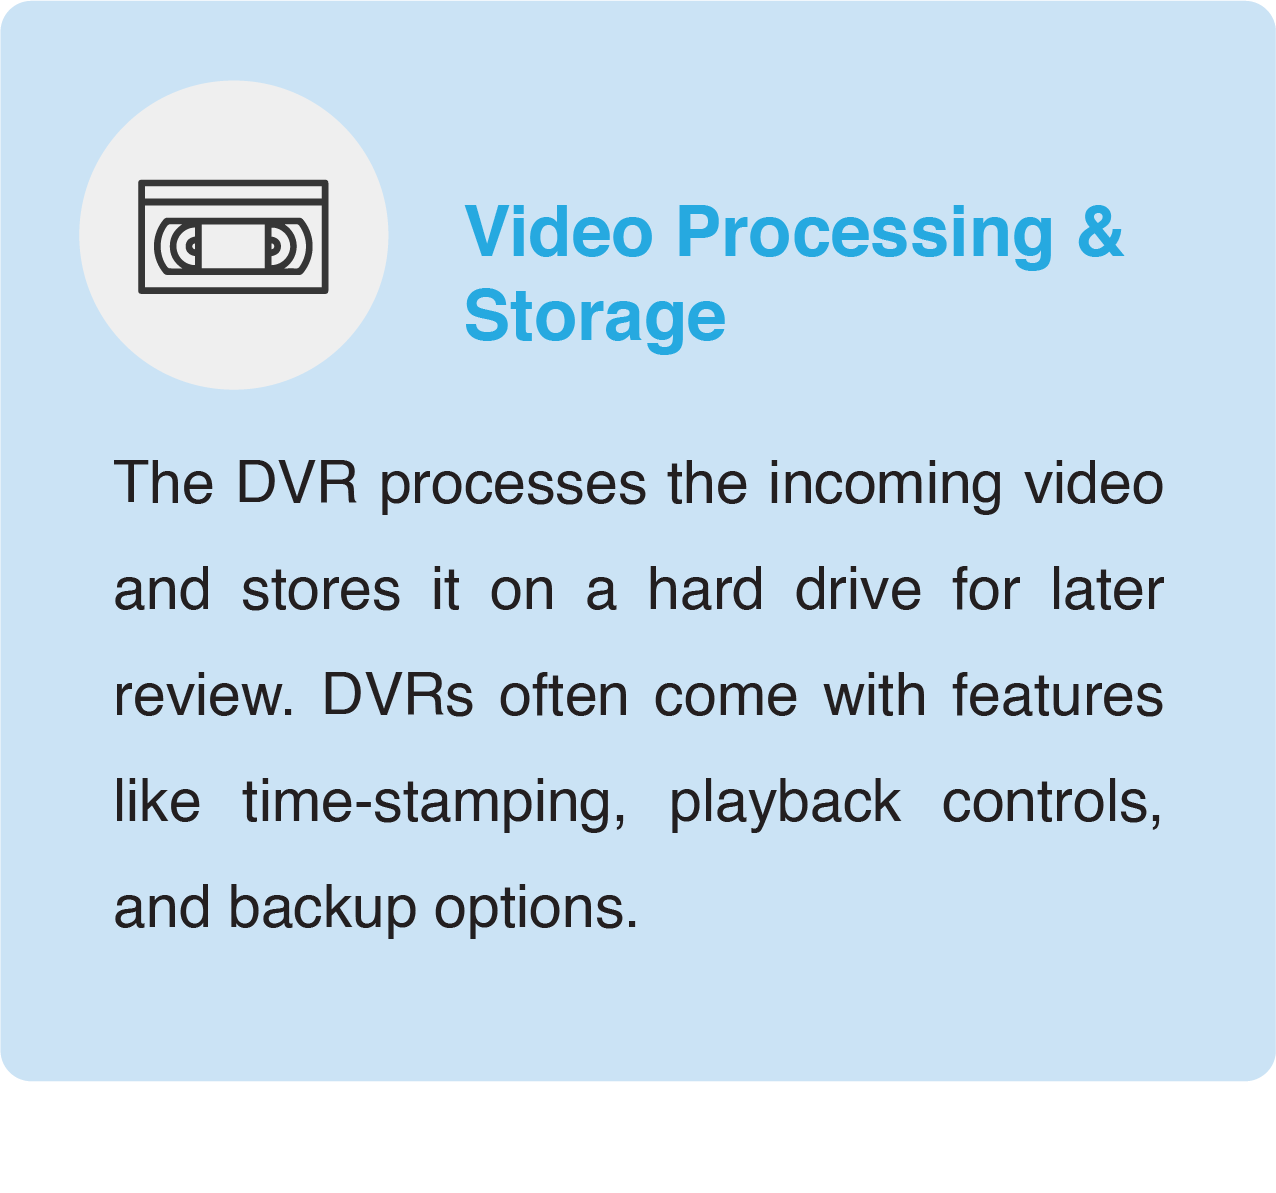 Video Processing &
Storage
The DVR processes the incoming video
and stores it on a hard drive for later
review. DVRs often come with features
like time-stamping, playback controls,
and backup options.